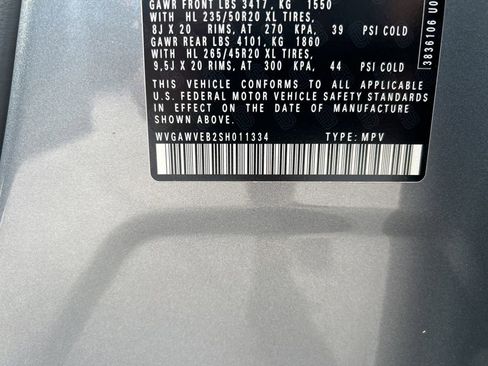 GAWR FRONT LBS 3417, KG 1550
WITH HL 235/50R20 XL TIRES,
8J X 20 RIMS, AT 270 KPA, 39 PSI COLD
GAWR REAR LBS 4101, KG 1860
WITH HL 265/45R20 XL TIRES,
9,5J X 20 RIMS, AT 300 KPA, 44 PSI COLD
THIS VEHICLE CONFORMS TO ALL APPLICABLE
U.S. FEDERAL MOTOR VEHICLE SAFETY STANDARDS
IN EFFECT ON THE DATE OF MANUFACTURE
SHOWN ABOVE.
WVGAWVEB2SH011334 TYPE: MPV
3836106 U0